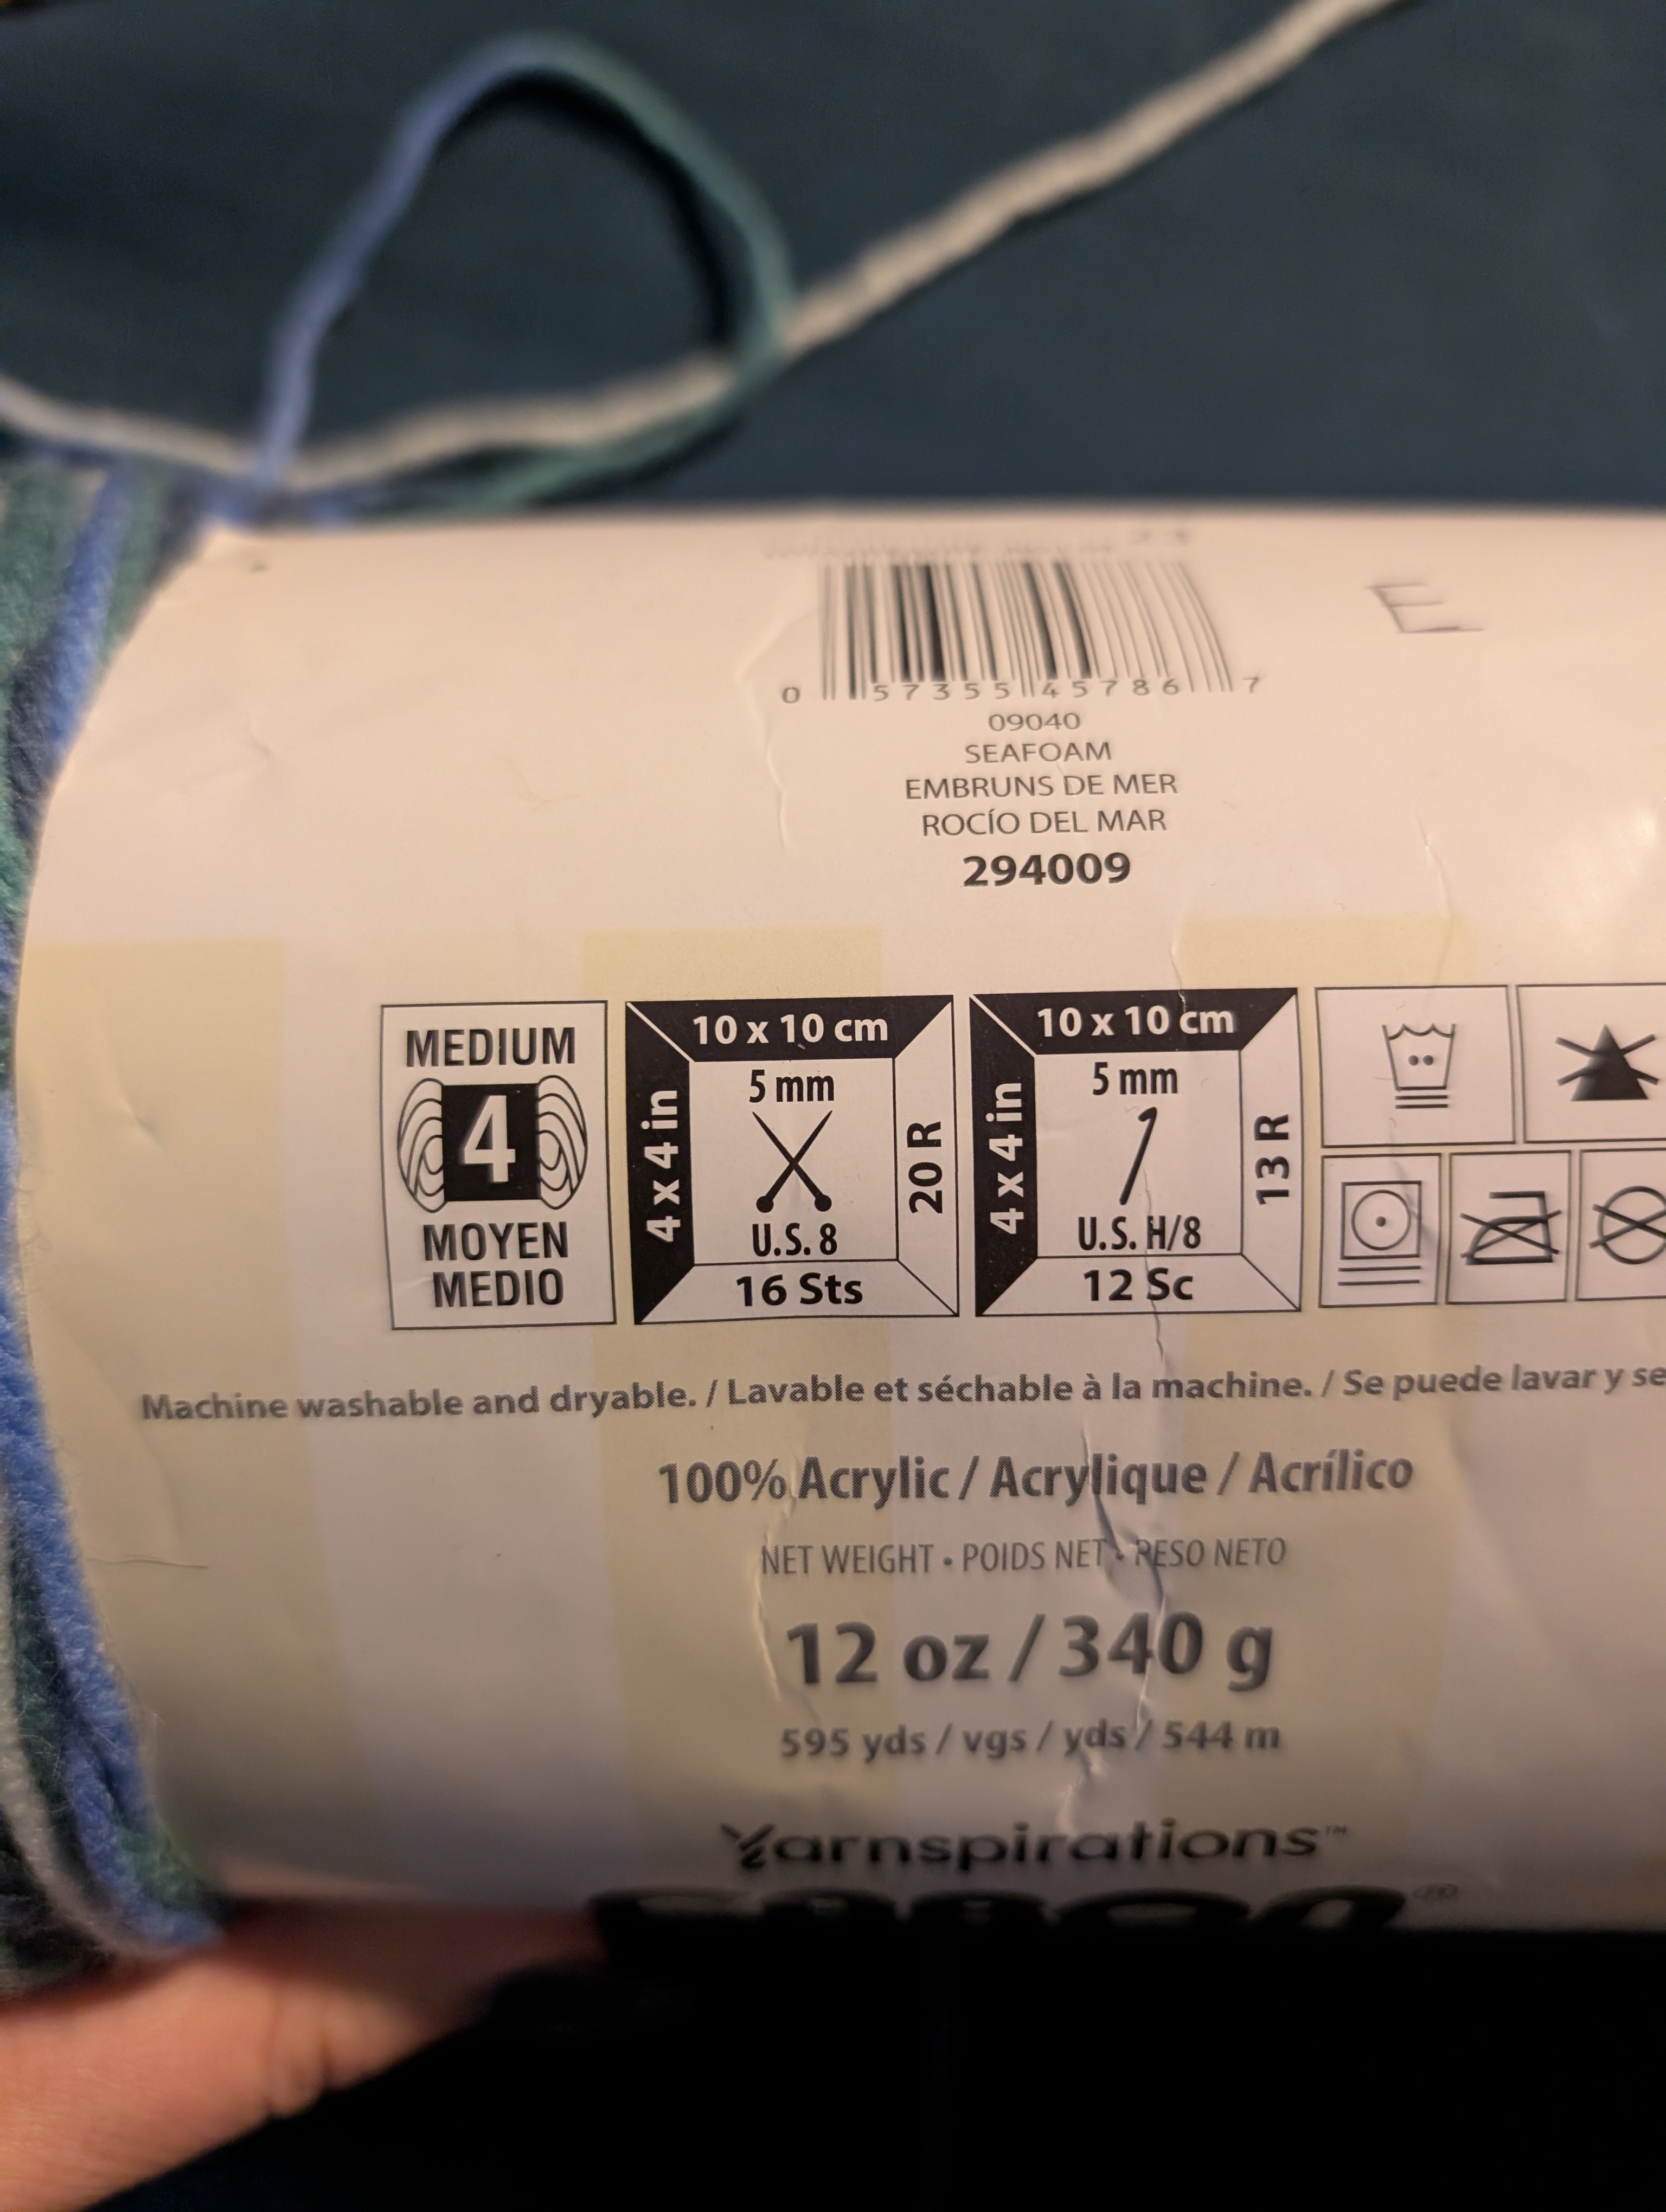 E
0 57355 45786 7
09040
SEAFOAM
EMBRUNS DE MER
ROCÍO DEL MAR
294009
MEDIUM
4
MOYEN
MEDIO
10 x 10 cm
4 x 4 in
5 mm
U.S. 8
20 R
16 Sts
10 x 10 cm
4 x 4 in
5 mm
U.S. H/8
13 R
12 Sc
Machine washable and dryable. / Lavable et séchable à la machine. / Se puede lavar y se
100% Acrylic / Acrylique / Acrílico
NET WEIGHT • POIDS NET • PESO NETO
12 oz / 340 g
595 yds / vgs / yds / 544 m
Yarnspirations™